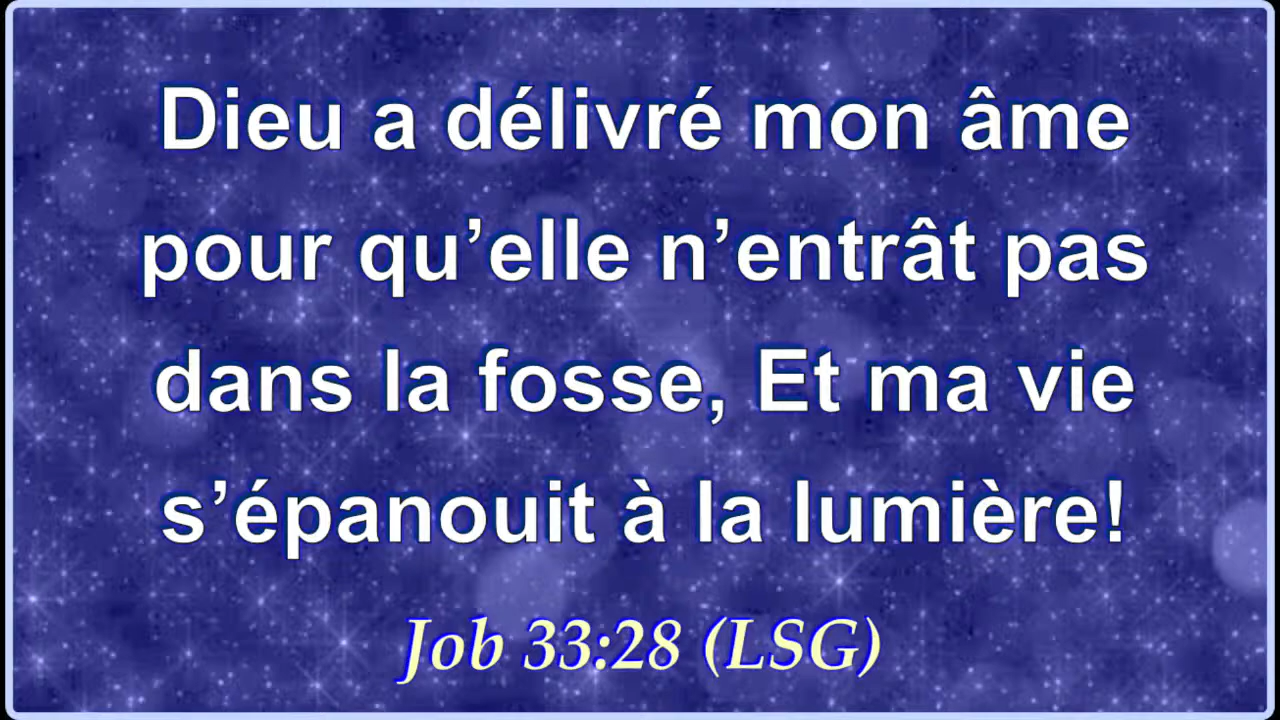 Dieu a délivré mon âme
pour qu’elle n’entrât pas
dans la fosse, Et ma vie
s’épanouit à la lumière!
Job 33:28 (LSG)